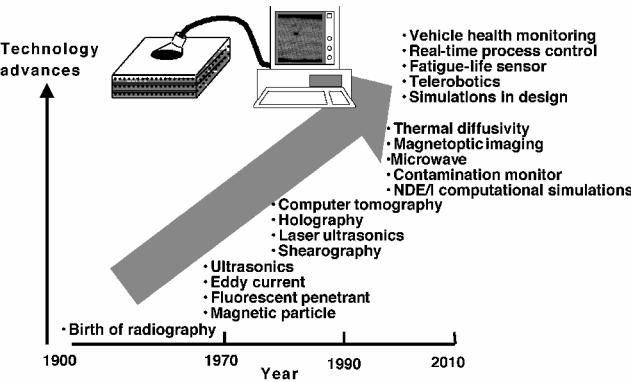 Technology
advances
• Vehicle health monitoring
• Real-time process control
• Fatigue-life sensor
• Telerobotics
• Simulations in design
• Thermal diffusivity
• Magnetoptic imaging
•Microwave
• Contamination monitor
• NDE/I computational simulations
• Computer tomography
• Holography
• Laser ultrasonics
• Shearography
• Ultrasonics
• Eddy current
• Fluorescent penetrant
• Magnetic particle
• Birth of radiography
1900 1970 1990 2010
Year